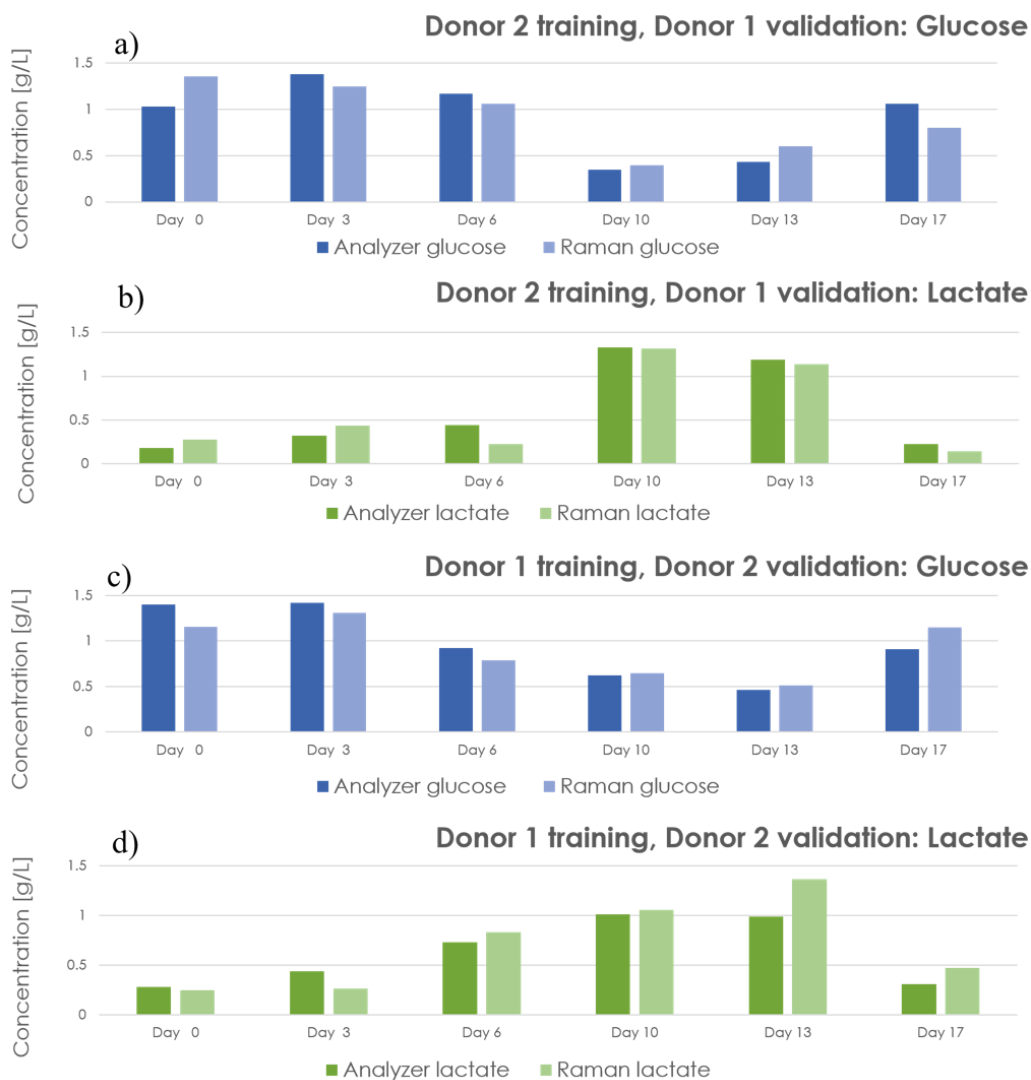 a)
Donor 2 training, Donor 1 validation: Glucose
Concentration [g/L]
1.5
1
0.5
0
Day 0 Day 3 Day 6 Day 10 Day 13 Day 17
Analyzer glucose Raman glucose
b)
Donor 2 training, Donor 1 validation: Lactate
Concentration [g/L]
1.5
1
0.5
0
Day 0 Day 3 Day 6 Day 10 Day 13 Day 17
Analyzer lactate Raman lactate
c)
Donor 1 training, Donor 2 validation: Glucose
Concentration [g/L]
1.5
1
0.5
0
Day 0 Day 3 Day 6 Day 10 Day 13 Day 17
Analyzer glucose Raman glucose
d)
Donor 1 training, Donor 2 validation: Lactate
Concentration [g/L]
1.5
1
0.5
0
Day 0 Day 3 Day 6 Day 10 Day 13 Day 17
Analyzer lactate Raman lactate